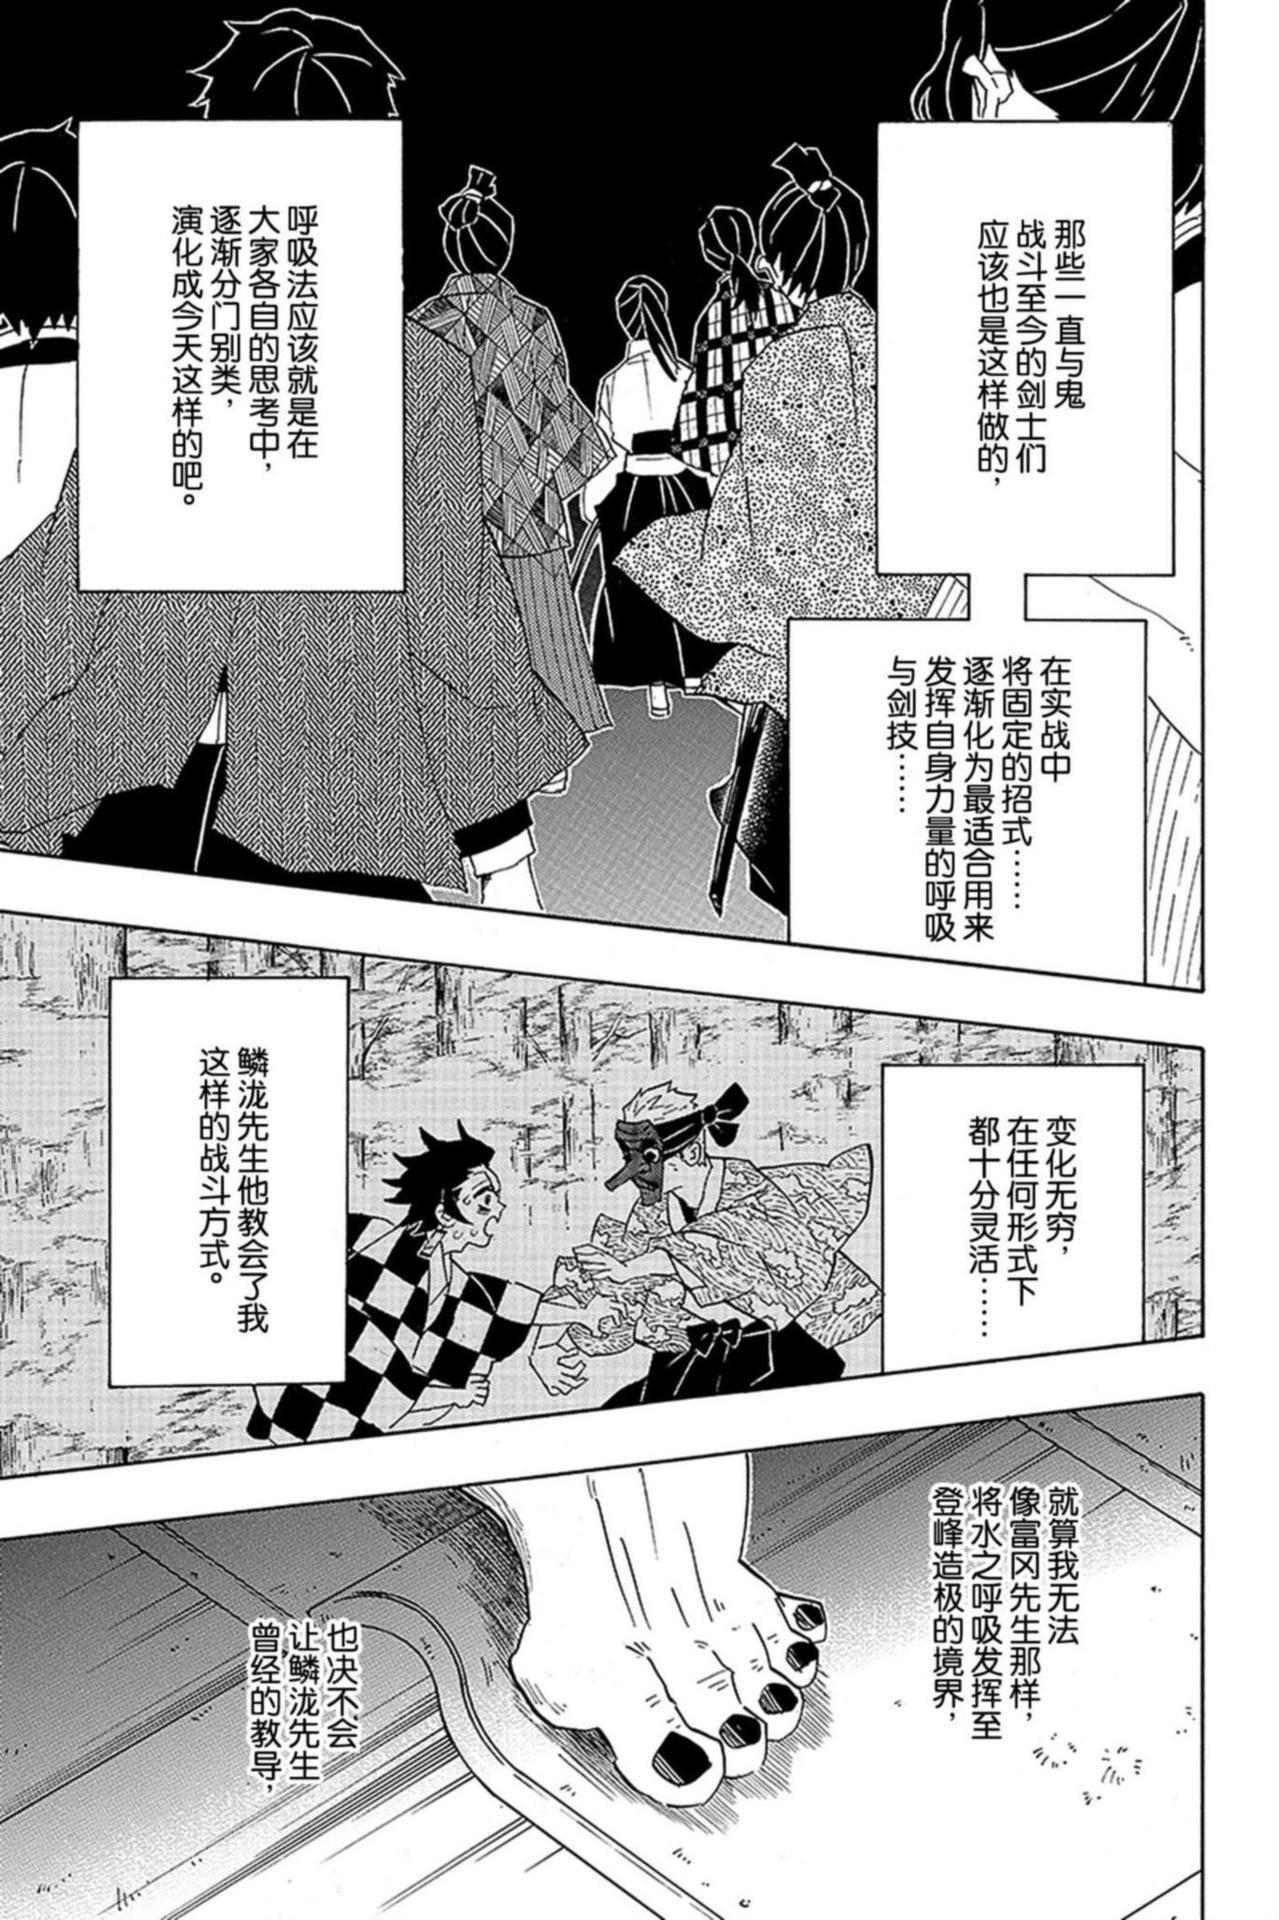 那些一直与鬼
战斗至今的剑士们
应该也是这样做的，
在实战中
将固定的招式……
逐渐化为最适合用来
发挥自身力量的呼吸
与剑技……
呼吸法应该就是在
大家各自的思考中，
逐渐分门别类，
演化成今天这样的吧。
变化无穷，
在任何形式下
都十分灵活……
鳞泷先生他教会了我
这样的战斗方式。
就算我无法
像富冈先生那样，
将水之呼吸发挥至
登峰造极的境界，
也决不会
让鳞泷先生
曾经的教导，